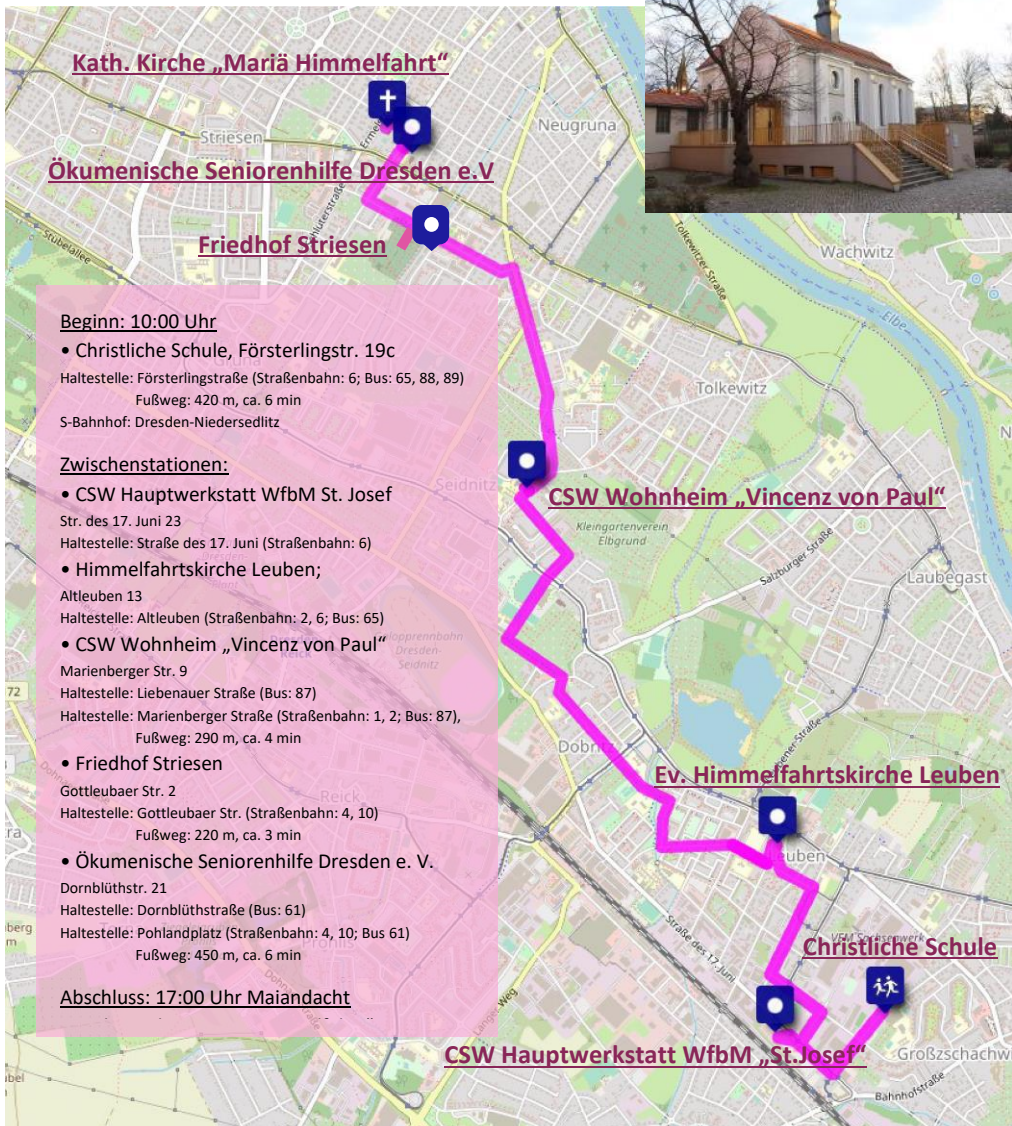 Kath. Kirche „Mariä Himmelfahrt“
Striesen
Neugruna
Ökumenische Seniorenhilfe Dresden e.V
Friedhof Striesen
Stübelallee
Tolkewitzer Straße
Wachwitz
Elbe
Beginn: 10:00 Uhr
• Christliche Schule, Försterlingstr. 19c
Haltestelle: Försterlingstraße (Straßenbahn: 6; Bus: 65, 88, 89)
Fußweg: 420 m, ca. 6 min
S-Bahnhof: Dresden-Niedersedlitz
Zwischenstationen:
• CSW Hauptwerkstatt WfbM St. Josef
Str. des 17. Juni 23
Haltestelle: Straße des 17. Juni (Straßenbahn: 6)
• Himmelfahrtskirche Leuben;
Altleuben 13
Haltestelle: Altleuben (Straßenbahn: 2, 6; Bus: 65)
• CSW Wohnheim „Vincenz von Paul“
Marienberger Str. 9
Haltestelle: Liebenauer Straße (Bus: 87)
Haltestelle: Marienberger Straße (Straßenbahn: 1, 2; Bus: 87),
Fußweg: 290 m, ca. 4 min
• Friedhof Striesen
Gottleubaer Str. 2
Haltestelle: Gottleubaer Str. (Straßenbahn: 4, 10)
Fußweg: 220 m, ca. 3 min
• Ökumenische Seniorenhilfe Dresden e. V.
Dornblüthstr. 21
Haltestelle: Dornblüthstraße (Bus: 61)
Haltestelle: Pohlandplatz (Straßenbahn: 4, 10; Bus 61)
Fußweg: 450 m, ca. 6 min
Abschluss: 17:00 Uhr Maiandacht
Tolkewitz
Seidnitz
CSW Wohnheim „Vincenz von Paul“
Kleingartenverein
Elbgrund
Salzburger Straße
Laubegast
72
Dobritz
Reick
Ev. Himmelfahrtskirche Leuben
Leuben
Straße des 17. Juni
VEM Sachsenwerk
Christliche Schule
Prohlis
Langer Weg
CSW Hauptwerkstatt WfbM „St.Josef“
Großzschachw
Bahnhofstraße